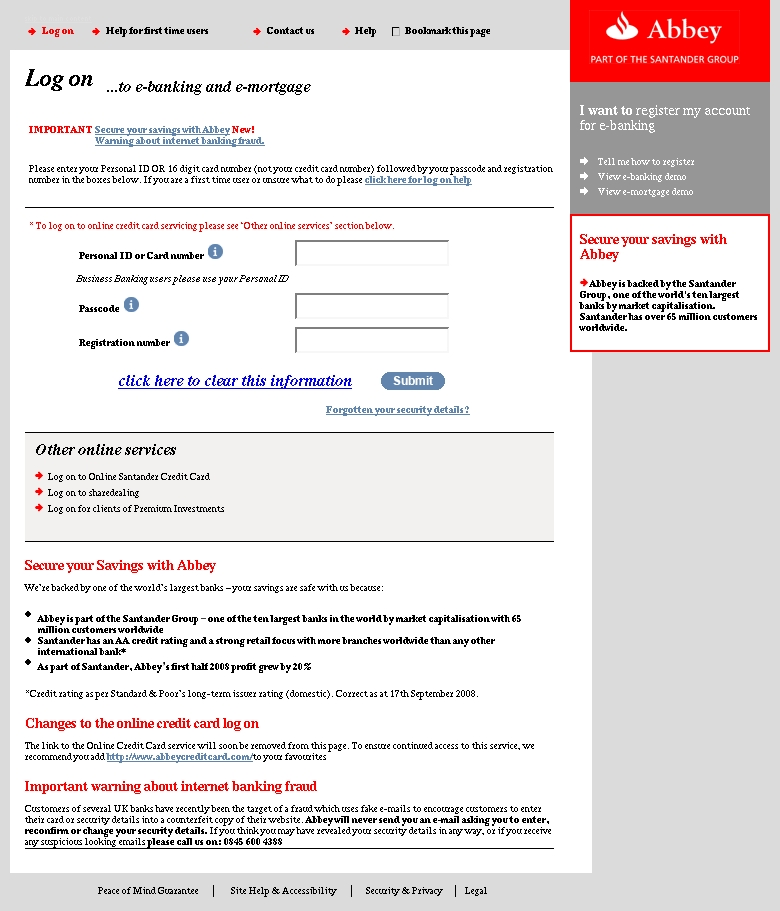 Log on
Help for first time users
Contact us
Help
Bookmark this page
Abbey
PART OF THE SANTANDER GROUP
Log on ...to e-banking and e-mortgage
IMPORTANT Secure your savings with Abbey New!
Warning about internet banking fraud.
Please enter your Personal ID OR 16 digit card number (not your credit card number) followed by your passcode and registration
number in the boxes below. If you are a first time user or unsure what to do please click here for log on help
* To log on to online credit card servicing please see 'Other online services' section below.
Personal ID or Card number i
Business Banking users please use your Personal ID
Passcode i
Registration number i
click here to clear this information
Submit
Forgotten your security details?
I want to register my account
for e-banking
Tell me how to register
View e-banking demo
View e-mortgage demo
Secure your savings with
Abbey
Abbey is backed by the Santander
Group, one of the world's ten largest
banks by market capitalisation.
Santander has over 65 million customers
worldwide.
Other online services
Log on to Online Santander Credit Card
Log on to sharedealing
Log on for clients of Premium Investments
Secure your Savings with Abbey
We're backed by one of the world's largest banks – your savings are safe with us because:
Abbey is part of the Santander Group – one of the ten largest banks in the world by market capitalisation with 65
million customers worldwide
Santander has an AA credit rating and a strong retail focus with more branches worldwide than any other
international bank*
As part of Santander, Abbey's first half 2008 profit grew by 20%
*Credit rating as per Standard & Poor's long-term issuer rating (domestic). Correct as at 17th September 2008.
Changes to the online credit card log on
The link to the Online Credit Card service will soon be removed from this page. To ensure continued access to this service, we
recommend you add http://www.abbeycreditcard.com/to your favourites
Important warning about internet banking fraud
Customers of several UK banks have recently been the target of a fraud which uses fake e-mails to encourage customers to enter
their card or security details into a counterfeit copy of their website. Abbey will never send you an e-mail asking you to enter,
reconfirm or change your security details. If you think you may have revealed your security details in any way, or if you receive
any suspicious looking emails please call us on: 0845 600 4388
Peace of Mind Guarantee | Site Help & Accessibility | Security & Privacy | Legal